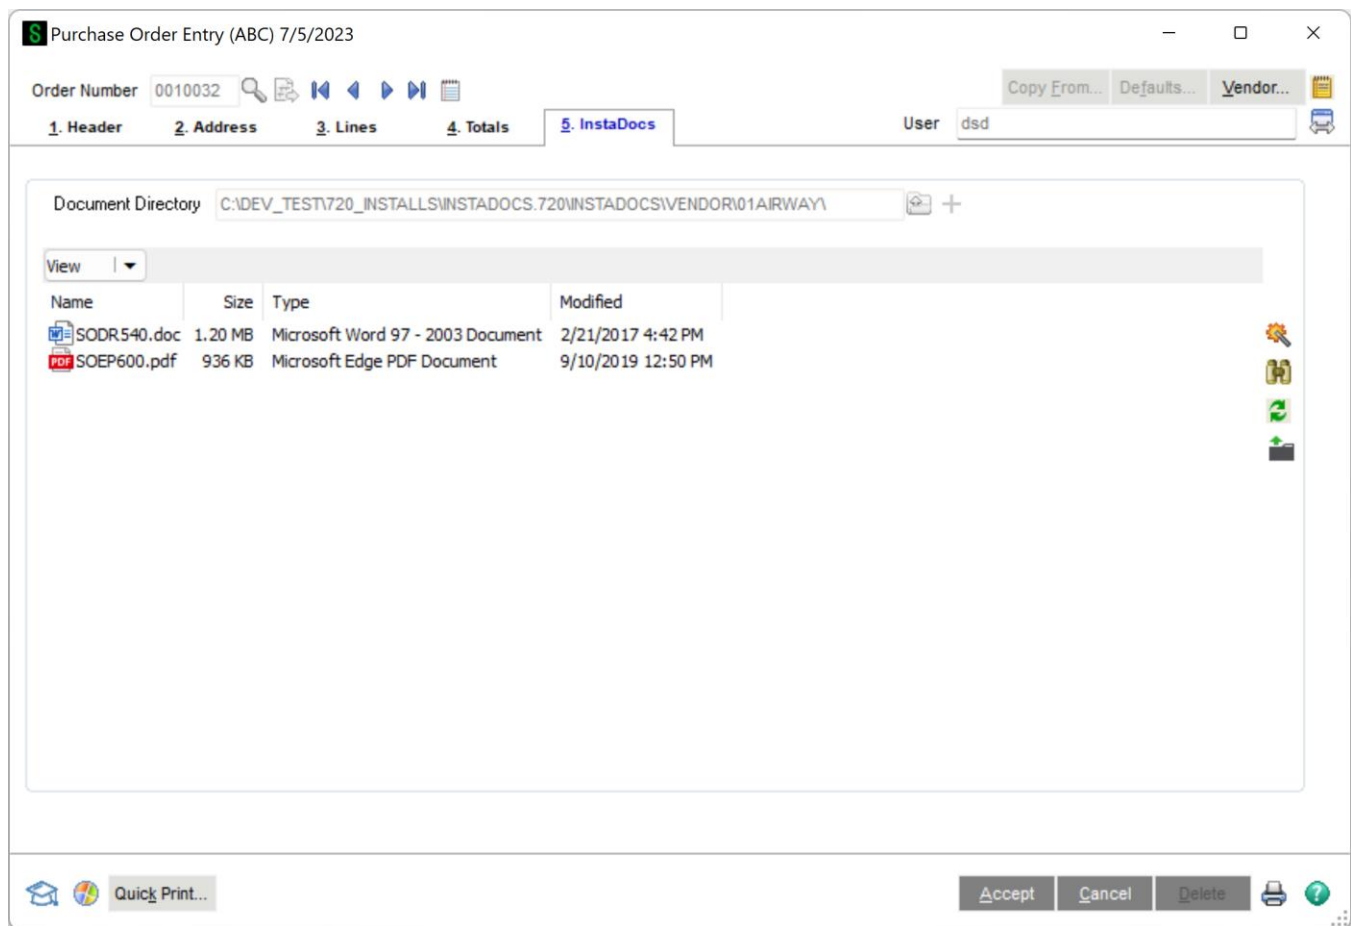 Purchase Order Entry (ABC) 7/5/2023
Order Number 0010032 Copy From... Defaults... Vendor...
1. Header 2. Address 3. Lines 4. Totals 5. InstaDocs User dsd
Document Directory C:\DEV_TEST\720_INSTALLS\INSTADOCS.720\INSTADOCS\VENDOR\01AIRWAY\
View
Name Size Type Modified
SODR540.doc 1.20 MB Microsoft Word 97 - 2003 Document 2/21/2017 4:42 PM
PDF SOEP600.pdf 936 KB Microsoft Edge PDF Document 9/10/2019 12:50 PM
Quick Print... Accept Cancel Delete